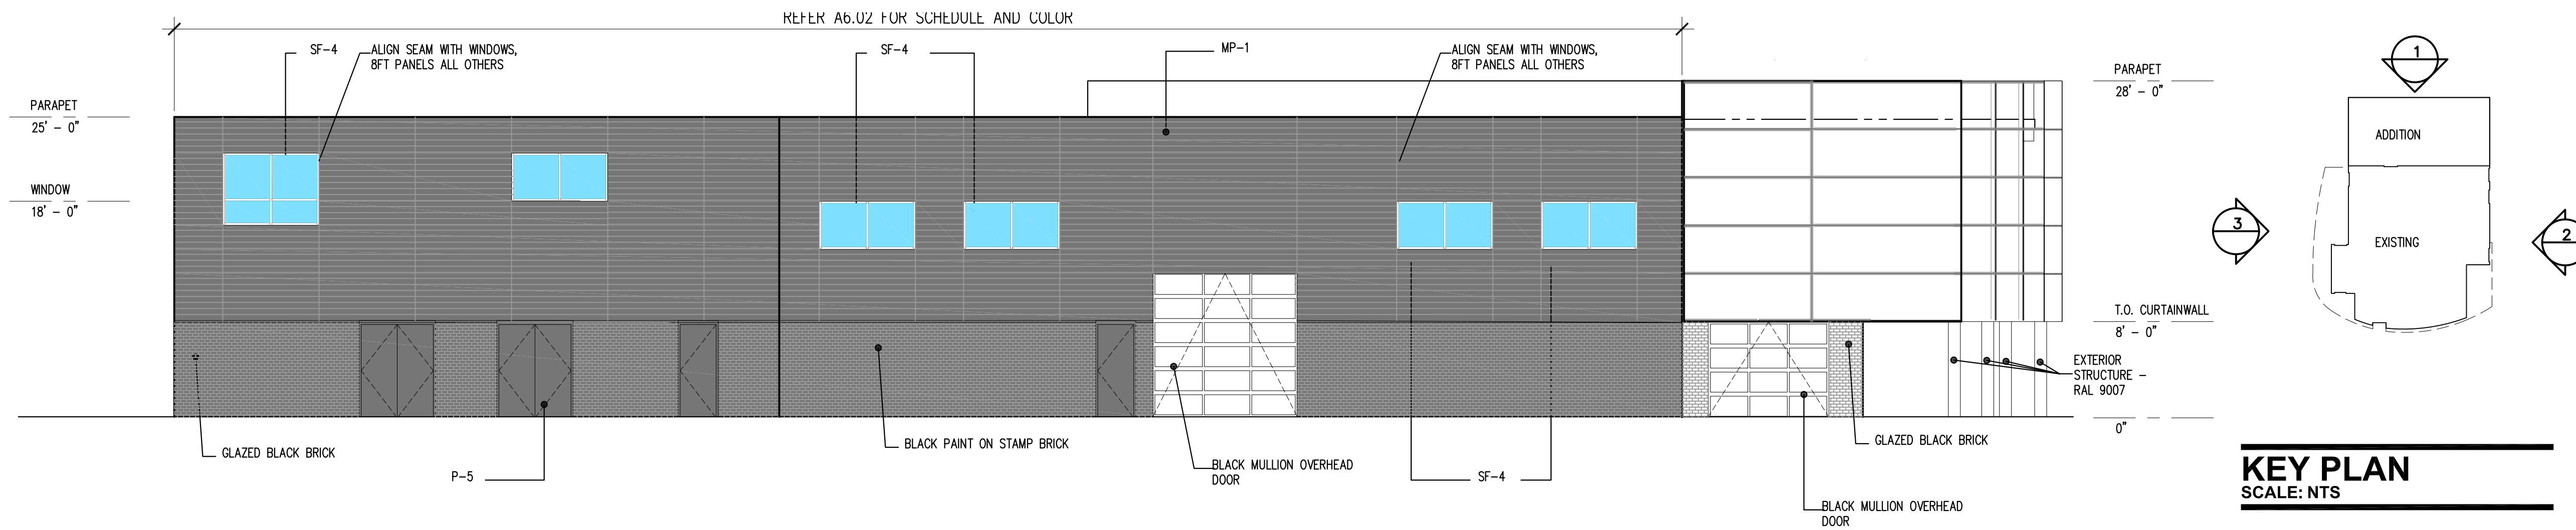 REFER A6.02 FOR SCHEDULE AND COLOR
SF-4
ALIGN SEAM WITH WINDOWS,
8FT PANELS ALL OTHERS
SF-4
MP-1
ALIGN SEAM WITH WINDOWS,
8FT PANELS ALL OTHERS
PARAPET
25' - 0"
WINDOW
18' - 0"
PARAPET
28' - 0"
T.O. CURTAINWALL
8' - 0"
EXTERIOR
STRUCTURE -
RAL 9007
0"
GLAZED BLACK BRICK
P-5
BLACK PAINT ON STAMP BRICK
BLACK MULLION OVERHEAD
DOOR
SF-4
GLAZED BLACK BRICK
BLACK MULLION OVERHEAD
DOOR
1
ADDITION
3
EXISTING
2
KEY PLAN
SCALE: NTS